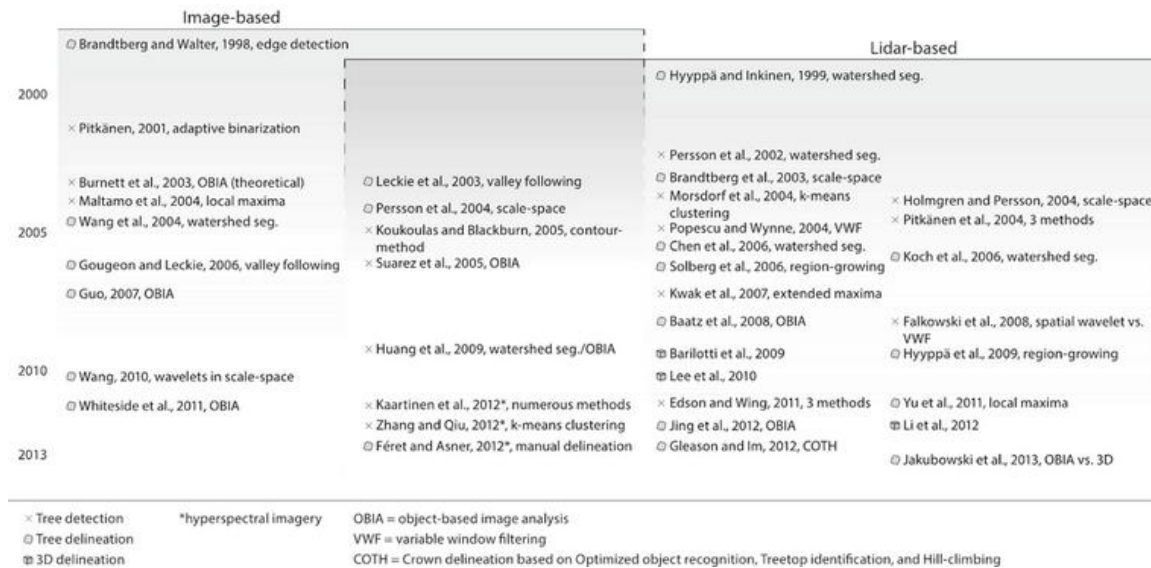 Image-based
Brandtberg and Walter, 1998, edge detection
Lidar-based
Hyyppä and Inkinen, 1999, watershed seg.
2000
Pitkänen, 2001, adaptive binarization
Persson et al., 2002, watershed seg.
Burnett et al., 2003, OBIA (theoretical)
Leckie et al., 2003, valley following
Brandtberg et al., 2003, scale-space
Maltamo et al., 2004, local maxima
Persson et al., 2004, scale-space
Morsdorf et al., 2004, k-means
clustering
Holmgren and Persson, 2004, scale-space
Wang et al., 2004, watershed seg.
Pitkänen et al., 2004, 3 methods
2005
Koukoulas and Blackburn, 2005, contour-
method
Popescu and Wynne, 2004, VWF
Chen et al., 2006, watershed seg.
Koch et al., 2006, watershed seg.
Gougeon and Leckie, 2006, valley following
Suarez et al., 2005, OBIA
Solberg et al., 2006, region-growing
Guo, 2007, OBIA
Kwak et al., 2007, extended maxima
Baatz et al., 2008, OBIA
Falkowski et al., 2008, spatial wavelet vs.
VWF
Huang et al., 2009, watershed seg./OBIA
Barilotti et al., 2009
Hyyppä et al., 2009, region-growing
2010
Wang, 2010, wavelets in scale-space
Lee et al., 2010
Whiteside et al., 2011, OBIA
Kaartinen et al., 2012*, numerous methods
Edson and Wing, 2011, 3 methods
Yu et al., 2011, local maxima
Zhang and Qiu, 2012*, k-means clustering
Jing et al., 2012, OBIA
Li et al., 2012
2013
Féret and Asner, 2012*, manual delineation
Gleason and Im, 2012, COTH
Jakubowski et al., 2013, OBIA vs. 3D
× Tree detection
*hyperspectral imagery
OBIA = object-based image analysis
Tree delineation
VWF = variable window filtering
3D delineation
COTH = Crown delineation based on Optimized object recognition, Treetop identification, and Hill-climbing